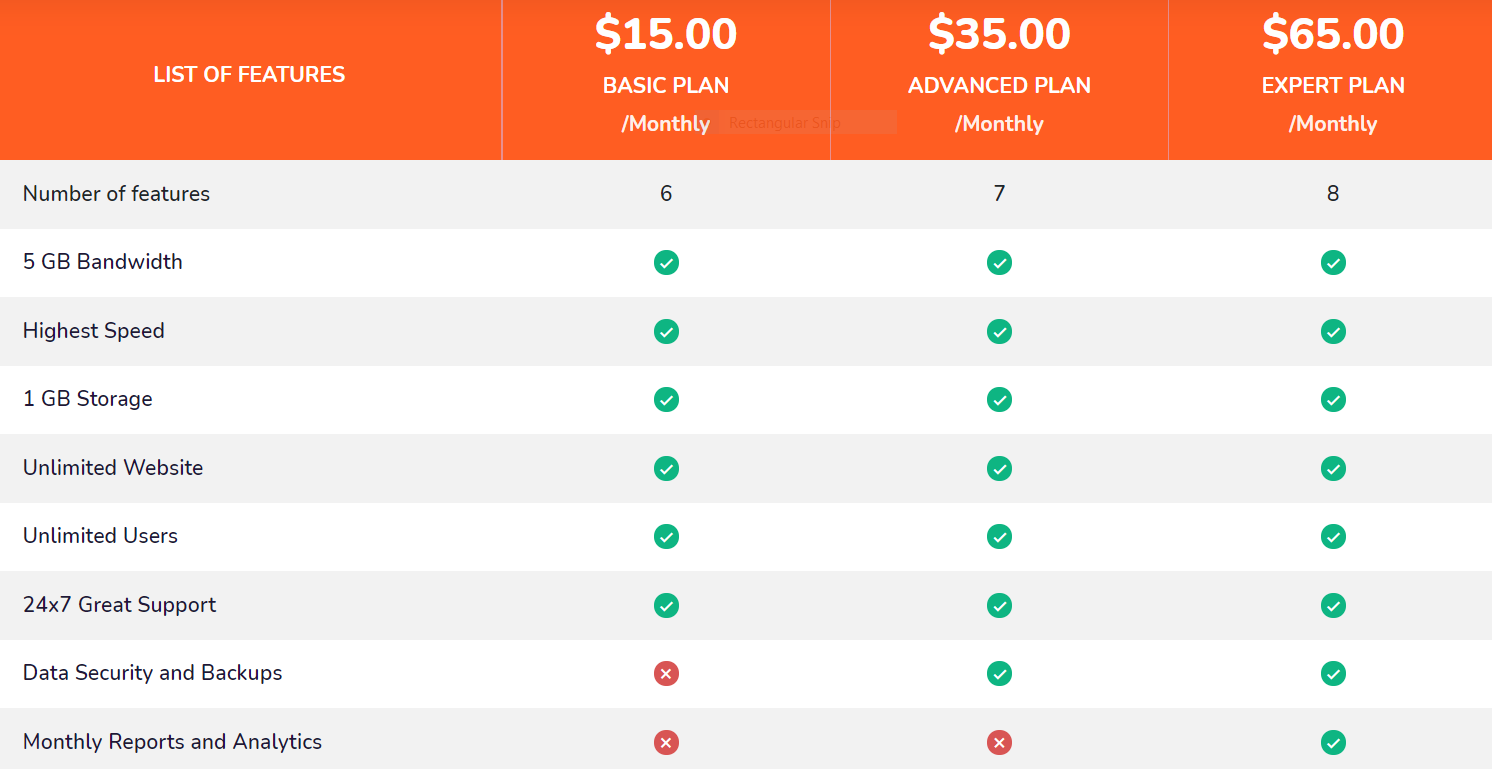 $15.00 $35.00 $65.00
LIST OF FEATURES BASIC PLAN ADVANCED PLAN EXPERT PLAN
/Monthly /Monthly /Monthly
Rectangular Snip
Number of features 6 7 8
5 GB Bandwidth
Highest Speed
1 GB Storage
Unlimited Website
Unlimited Users
24x7 Great Support
Data Security and Backups
Monthly Reports and Analytics